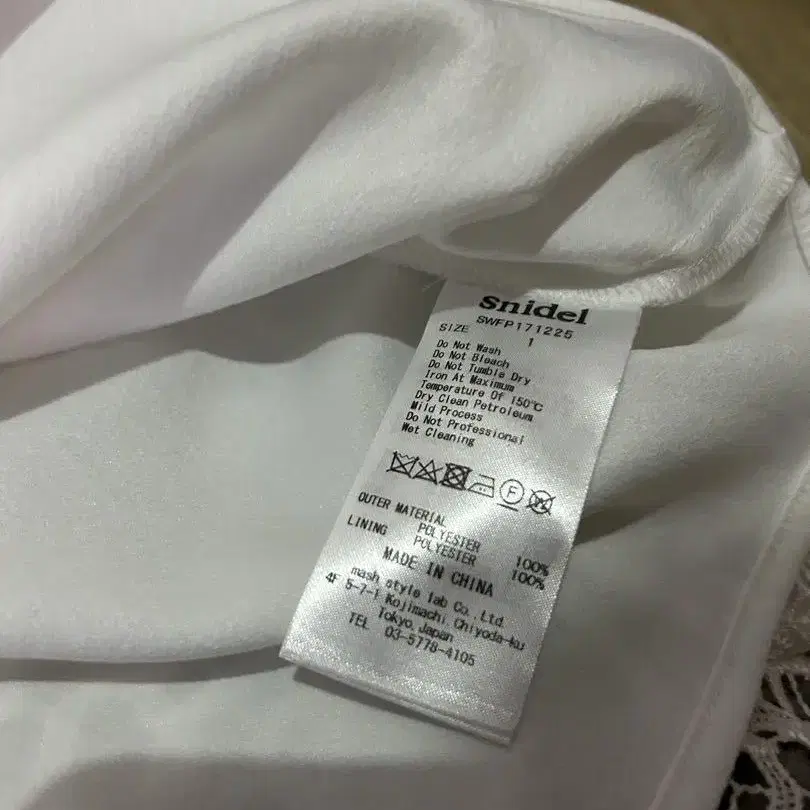 Snidel
SWFP171225
SIZE 1
Do Not Wash
Do Not Bleach
Do Not Tumble Dry
Iron At Maximum
Temperature Of 150℃
Dry Clean Petroleum
Mild Process
Do Not Professional
Wet Cleaning
F
W
OUTER MATERIAL
POLYESTER 100%
LINING POLYESTER 100%
MADE IN CHINA
mash style lab Co., Ltd.
4F 5-7-1 Kojimachi Chiyoda-ku
Tokyo, Japan
TEL 03-5778-4105